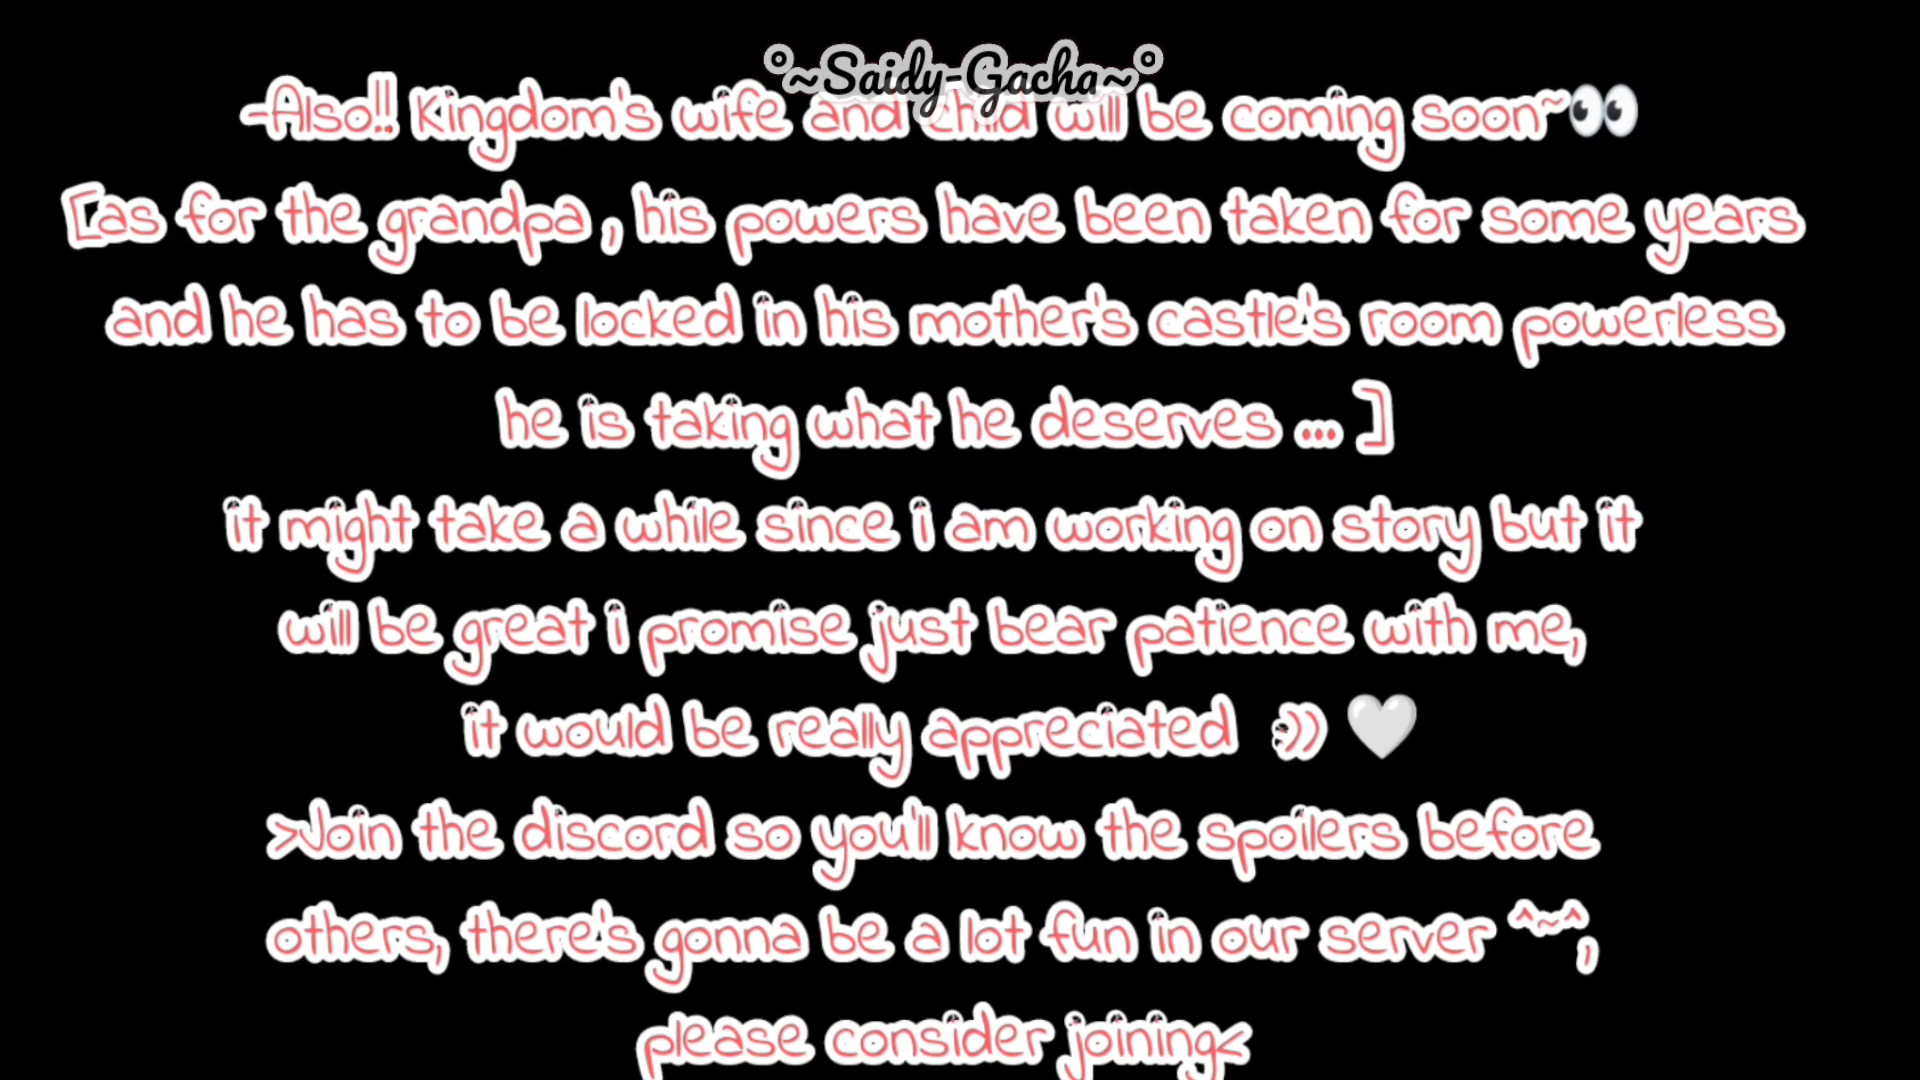 °~Saidy-Gacha~°
-Also!! Kingdom's wife and child will be coming soon~👀
[as for the grandpa , his powers have been taken for some years
and he has to be locked in his mother's castle's room powerless
he is taking what he deserves ... ]
it might take a while since i am working on story but it
will be great i promise just bear patience with me,
it would be really appreciated :)) 🤍
>Join the discord so you'll know the spoilers before
others, there's gonna be a lot fun in our server ^~^,
please consider joining<